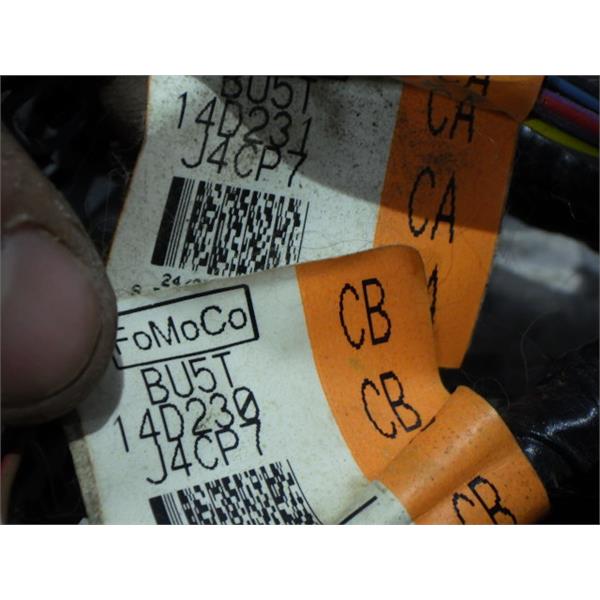 BU5T
14D231
J4CP7
CA
CA
FoMoCo
BU5T
14D230
J4CP7
CB
CB
CB